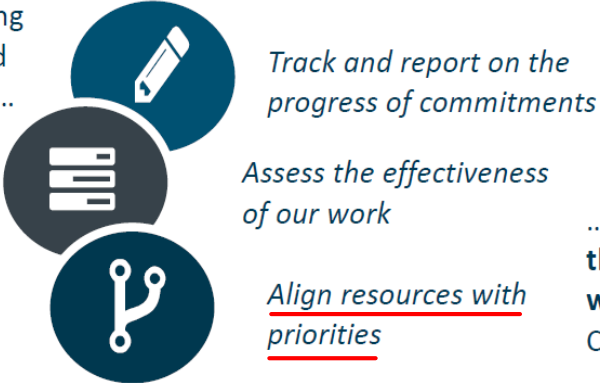 Track and report on the
progress of commitments
Assess the effectiveness
of our work
Align resources with
priorities